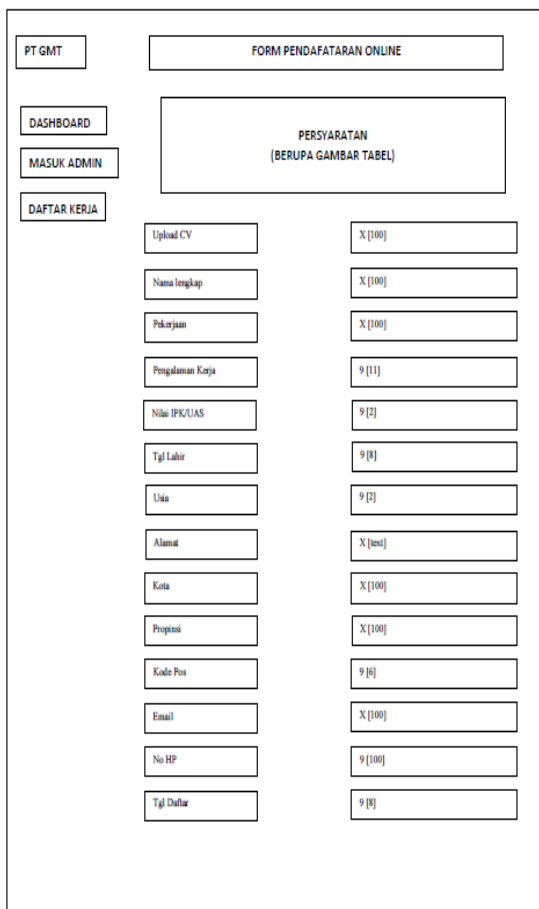 PT GMT
FORM PENDAFATARAN ONLINE
DASHBOARD
MASUK ADMIN
DAFTAR KERJA
PERSYARATAN
(BERUPA GAMBAR TABEL)
Upload CV X [100]
Nama lengkap X [100]
Pekerjaan X [100]
Pengalaman Kerja 9 [11]
Nilai IPK/UAS 9 [2]
Tgl Lahir 9 [8]
Usia 9 [2]
Alamat X [text]
Kota X [100]
Propinsi X [100]
Kode Pos 9 [6]
Email X [100]
No HP 9 [100]
Tgl Daftar 9 [8]